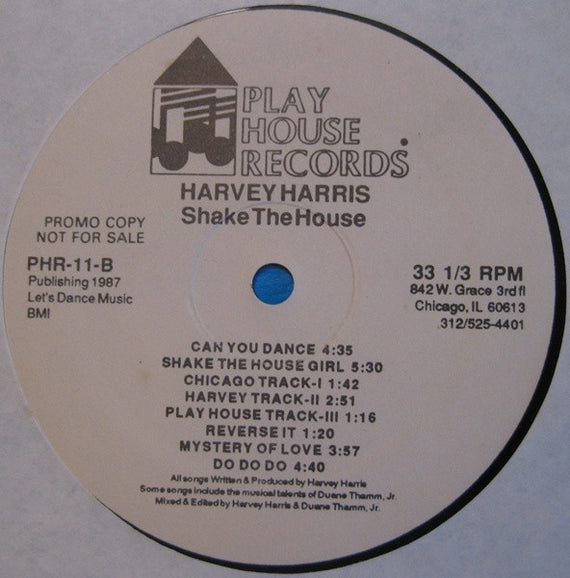 PLAY
HOUSE
RECORDS.
HARVEY HARRIS
Shake The House
PROMO COPY
NOT FOR SALE
PHR-11-B
Publishing 1987
Let's Dance Music
BMI
33 1/3 RPM
842 W. Grace 3rd fl
Chicago, IL 60613
312/525-4401
CAN YOU DANCE 4:35
SHAKE THE HOUSE GIRL 5:30
CHICAGO TRACK-I 1:42
HARVEY TRACK-II 2:51
PLAY HOUSE TRACK-III 1:16
REVERSE IT 1:20
MYSTERY OF LOVE 3:57
DO DO DO 4:40
All songs Written & Produced by Harvey Harris
Some songs include the musical talents of Duane Thamm, Jr.
Mixed & Edited by Harvey Harris & Duane Thamm, Jr.